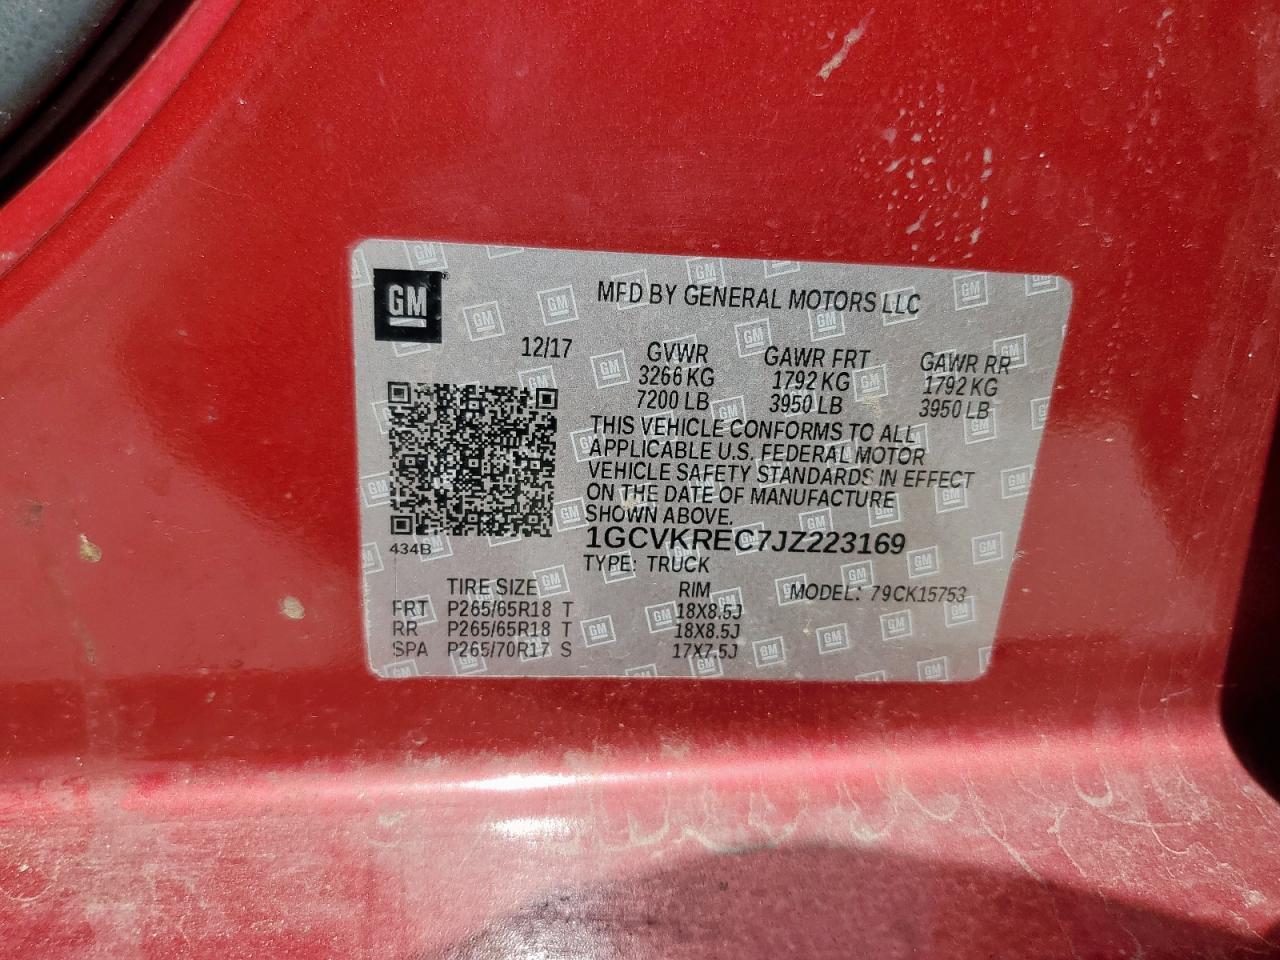 GM
MFD BY GENERAL MOTORS LLC
12/17
GVWR GAWR FRT GAWR RR
3266 KG 1792 KG 1792 KG
7200 LB 3950 LB 3950 LB
THIS VEHICLE CONFORMS TO ALL
APPLICABLE U.S. FEDERAL MOTOR
VEHICLE SAFETY STANDARDS IN EFFECT
ON THE DATE OF MANUFACTURE
SHOWN ABOVE.
434B
1GCVKREC7JZ223169
TYPE: TRUCK
TIRE SIZE RIM MODEL: 79CK15753
FRT P265/65R18 T 18X8.5J
RR P265/65R18 T 18X8.5J
SPA P265/70R17 S 17X7.5J